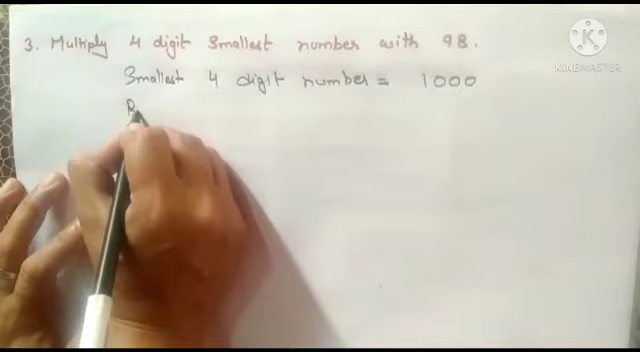 3. Multiply 4 digit Smallest number with 98.
Smallest 4 digit number = 1000
P
KINEMASTER